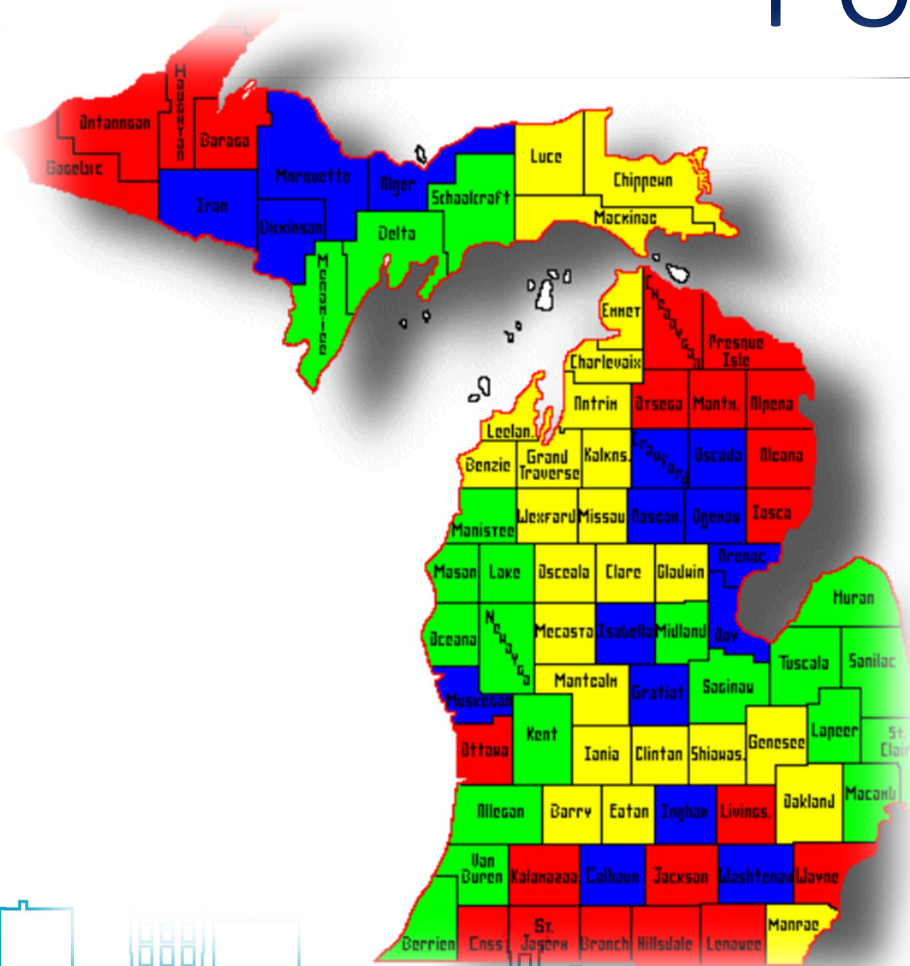 Ontonagon
Houghton
Baraga
Gogebic
Marquette
Alger
Luce
Chippewa
Schoolcraft
Iron
Dickinson
Delta
Mackinac
Menominee
Emmet
Cheboygan
Presque
Isle
Charlevoix
Antrim
Otsego
Montm.
Alpena
Leelan.
Benzie
Grand
Traverse
Kalkns.
Crawford
Oscoda
Alcona
Manistee
Wexford
Missau
Roscom.
Ogemaw
Iosco
Mason
Lake
Osceola
Clare
Gladwin
Arenac
Huron
Oceana
Newaygo
Mecosta
Isabella
Midland
Bay
Tuscola
Sanilac
Muskegon
Montcalm
Gratiot
Saginaw
Ottawa
Kent
Ionia
Clinton
Shiawas.
Genesee
Lapeer
St.
Clair
Allegan
Barry
Eaton
Ingham
Livings.
Oakland
Macomb
Van
Buren
Kalamazoo
Calhoun
Jackson
Washtenaw
Wayne
Berrien
Cass
St.
Joseph
Branch
Hillsdale
Lenawee
Monroe